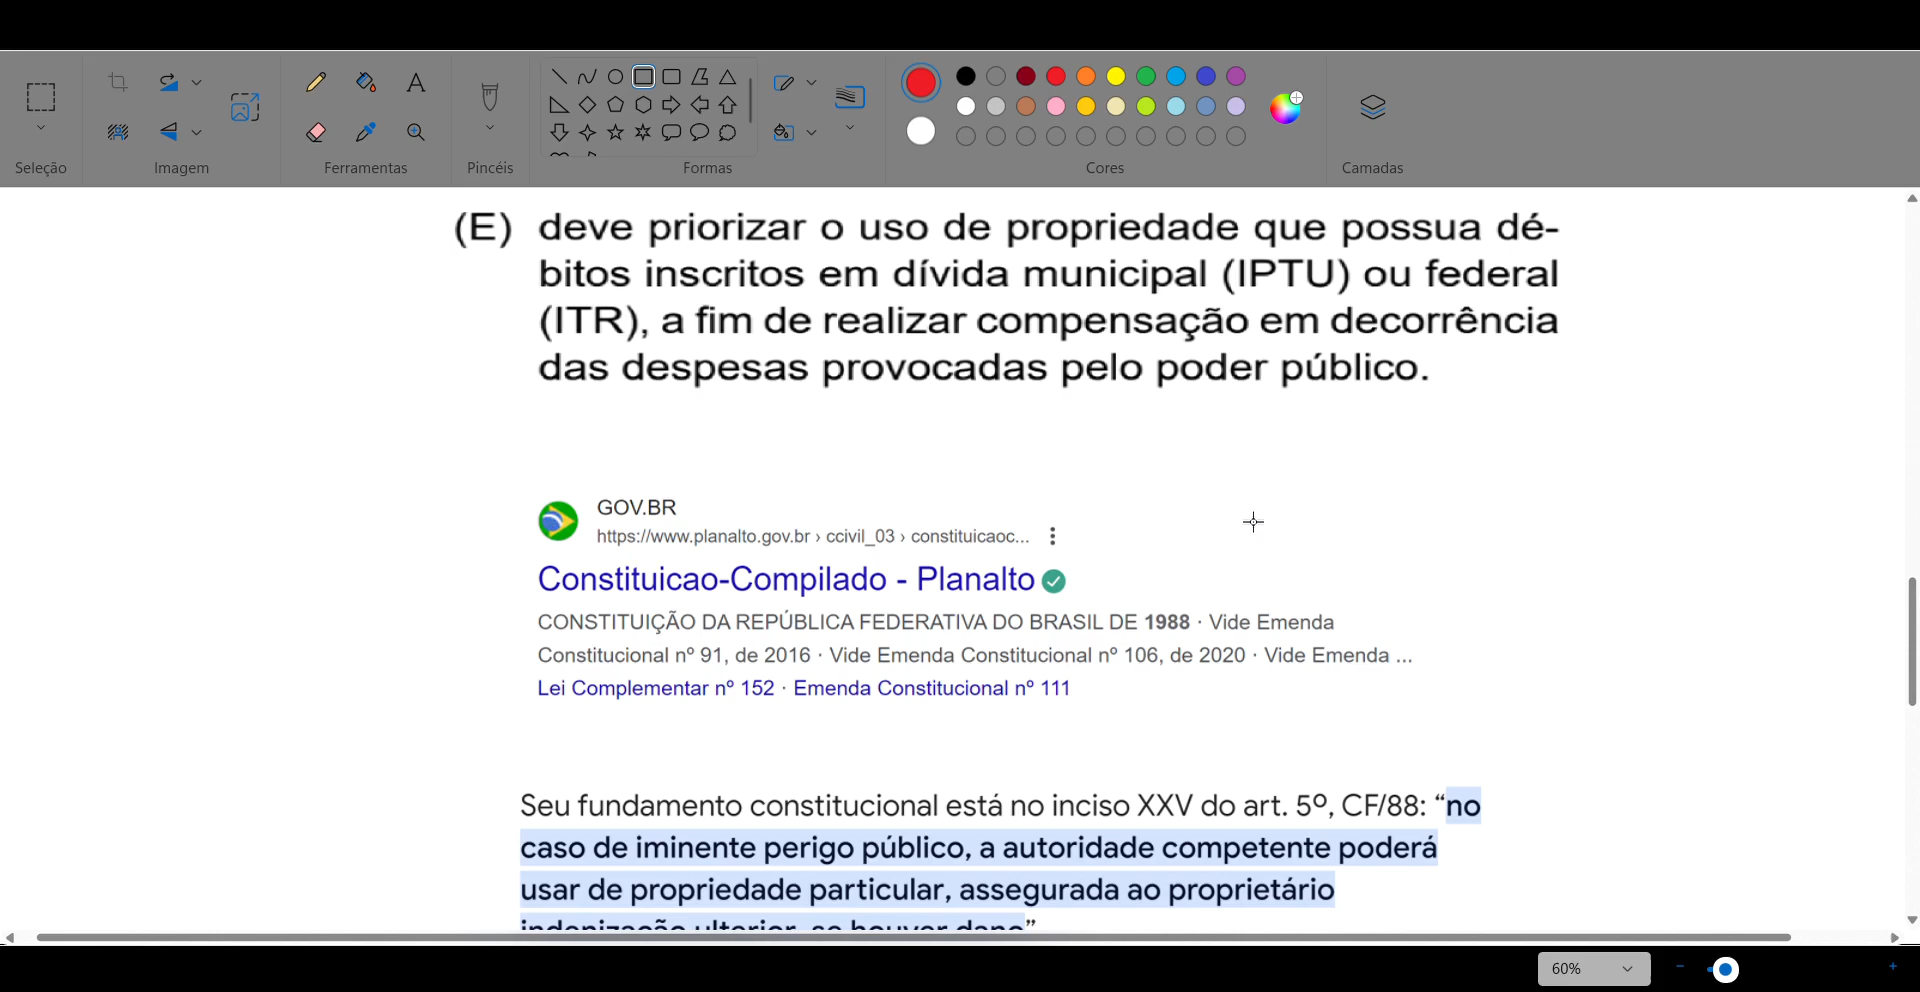 Seleção
Imagem
Ferramentas
Pincéis
Formas
Cores
Camadas
(E) deve priorizar o uso de propriedade que possua dé-
bitos inscritos em dívida municipal (IPTU) ou federal
(ITR), a fim de realizar compensação em decorrência
das despesas provocadas pelo poder público.
GOV.BR
https://www.planalto.gov.br › ccivil_03 › constituicaoc...
Constituicao-Compilado - Planalto
CONSTITUIÇÃO DA REPÚBLICA FEDERATIVA DO BRASIL DE 1988 · Vide Emenda
Constitucional nº 91, de 2016 · Vide Emenda Constitucional nº 106, de 2020 · Vide Emenda ...
Lei Complementar nº 152 · Emenda Constitucional nº 111
Seu fundamento constitucional está no inciso XXV do art. 5º, CF/88: “no
caso de iminente perigo público, a autoridade competente poderá
usar de propriedade particular, assegurada ao proprietário
indenização ulterior, se houver dano”
60%